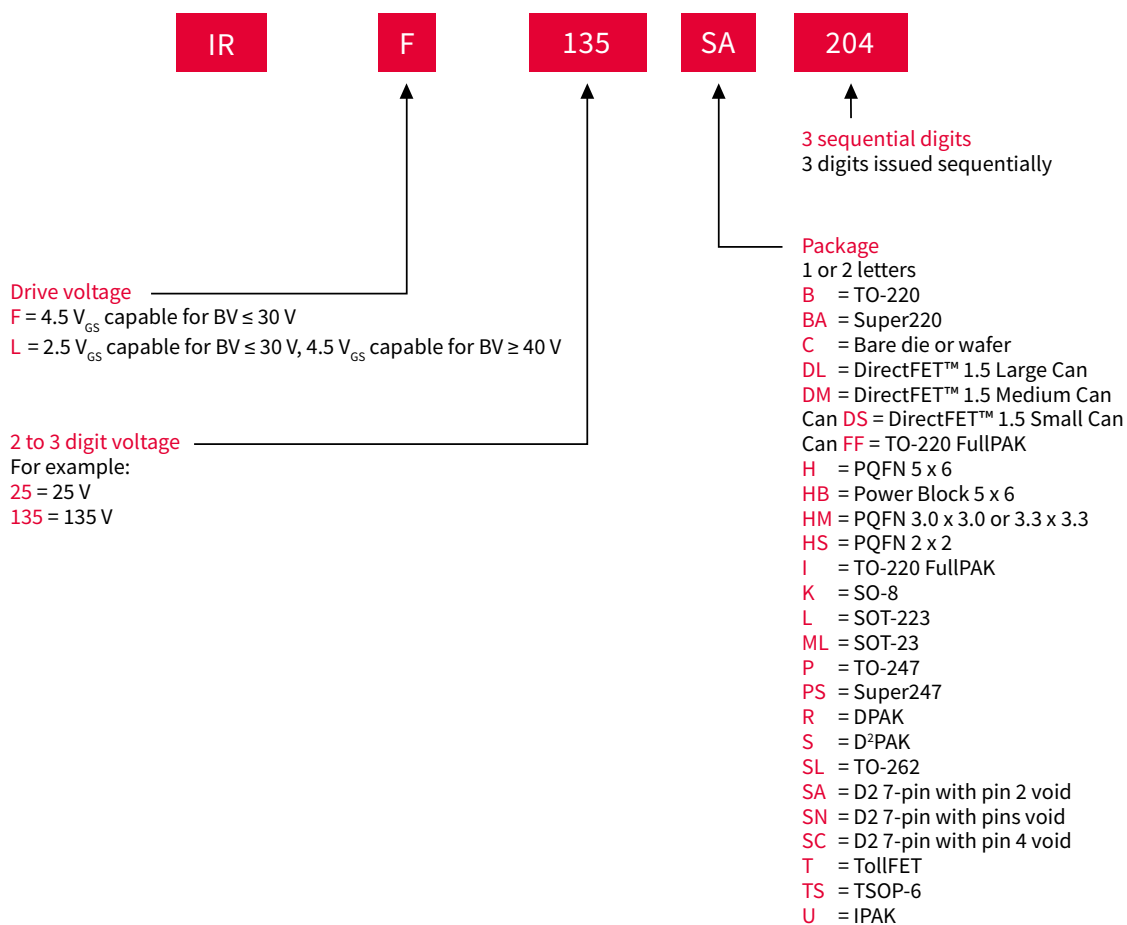 IR F 135 SA 204
3 sequential digits
3 digits issued sequentially
Package
1 or 2 letters
B = TO-220
BA = Super220
C = Bare die or wafer
DL = DirectFET™ 1.5 Large Can
DM = DirectFET™ 1.5 Medium Can
Can DS = DirectFET™ 1.5 Small Can
Can FF = TO-220 FullPAK
H = PQFN 5 x 6
HB = Power Block 5 x 6
HM = PQFN 3.0 x 3.0 or 3.3 x 3.3
HS = PQFN 2 x 2
I = TO-220 FullPAK
K = SO-8
L = SOT-223
ML = SOT-23
P = TO-247
PS = Super247
R = DPAK
S = D²PAK
SL = TO-262
SA = D2 7-pin with pin 2 void
SN = D2 7-pin with pins void
SC = D2 7-pin with pin 4 void
T = TollFET
TS = TSOP-6
U = IPAK
Drive voltage
F = 4.5 V_GS capable for BV ≤ 30 V
L = 2.5 V_GS capable for BV ≤ 30 V, 4.5 V_GS capable for BV ≥ 40 V
2 to 3 digit voltage
For example:
25 = 25 V
135 = 135 V